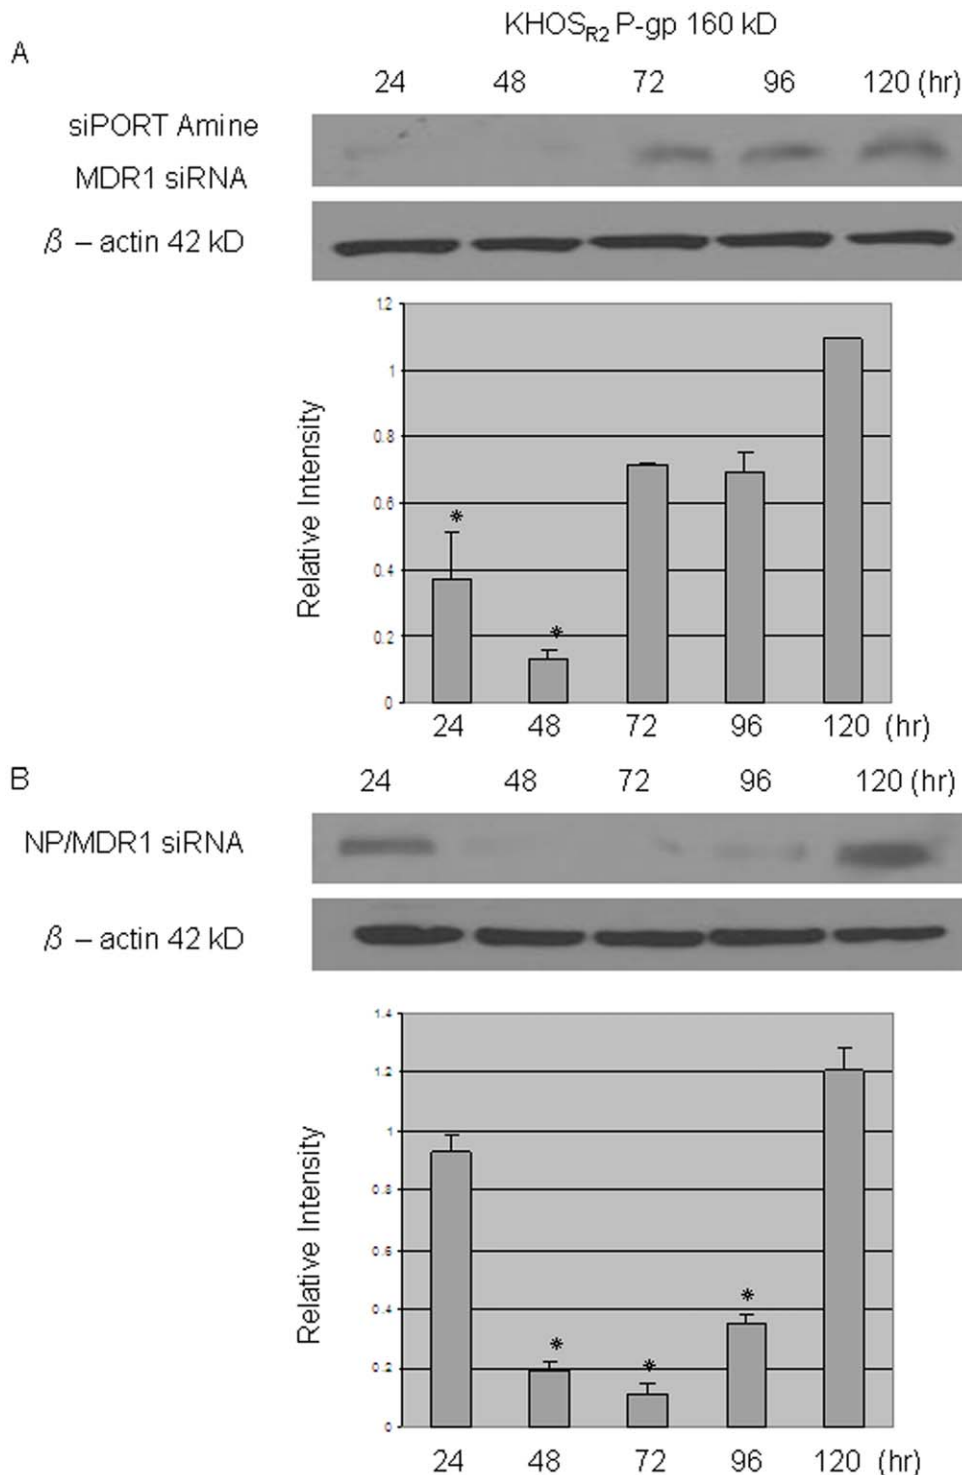 KHOSR2 P-gp 160 kD
A
24 48 72 96 120 (hr)
siPORT Amine
MDR1 siRNA
β – actin 42 kD
1.2
1
0.8
0.6
0.4
0.2
0
Relative Intensity
*
*
24 48 72 96 120 (hr)
B
24 48 72 96 120 (hr)
NP/MDR1 siRNA
β – actin 42 kD
1.4
1.2
1
0.8
0.6
0.4
0.2
0
Relative Intensity
*
*
*
24 48 72 96 120 (hr)